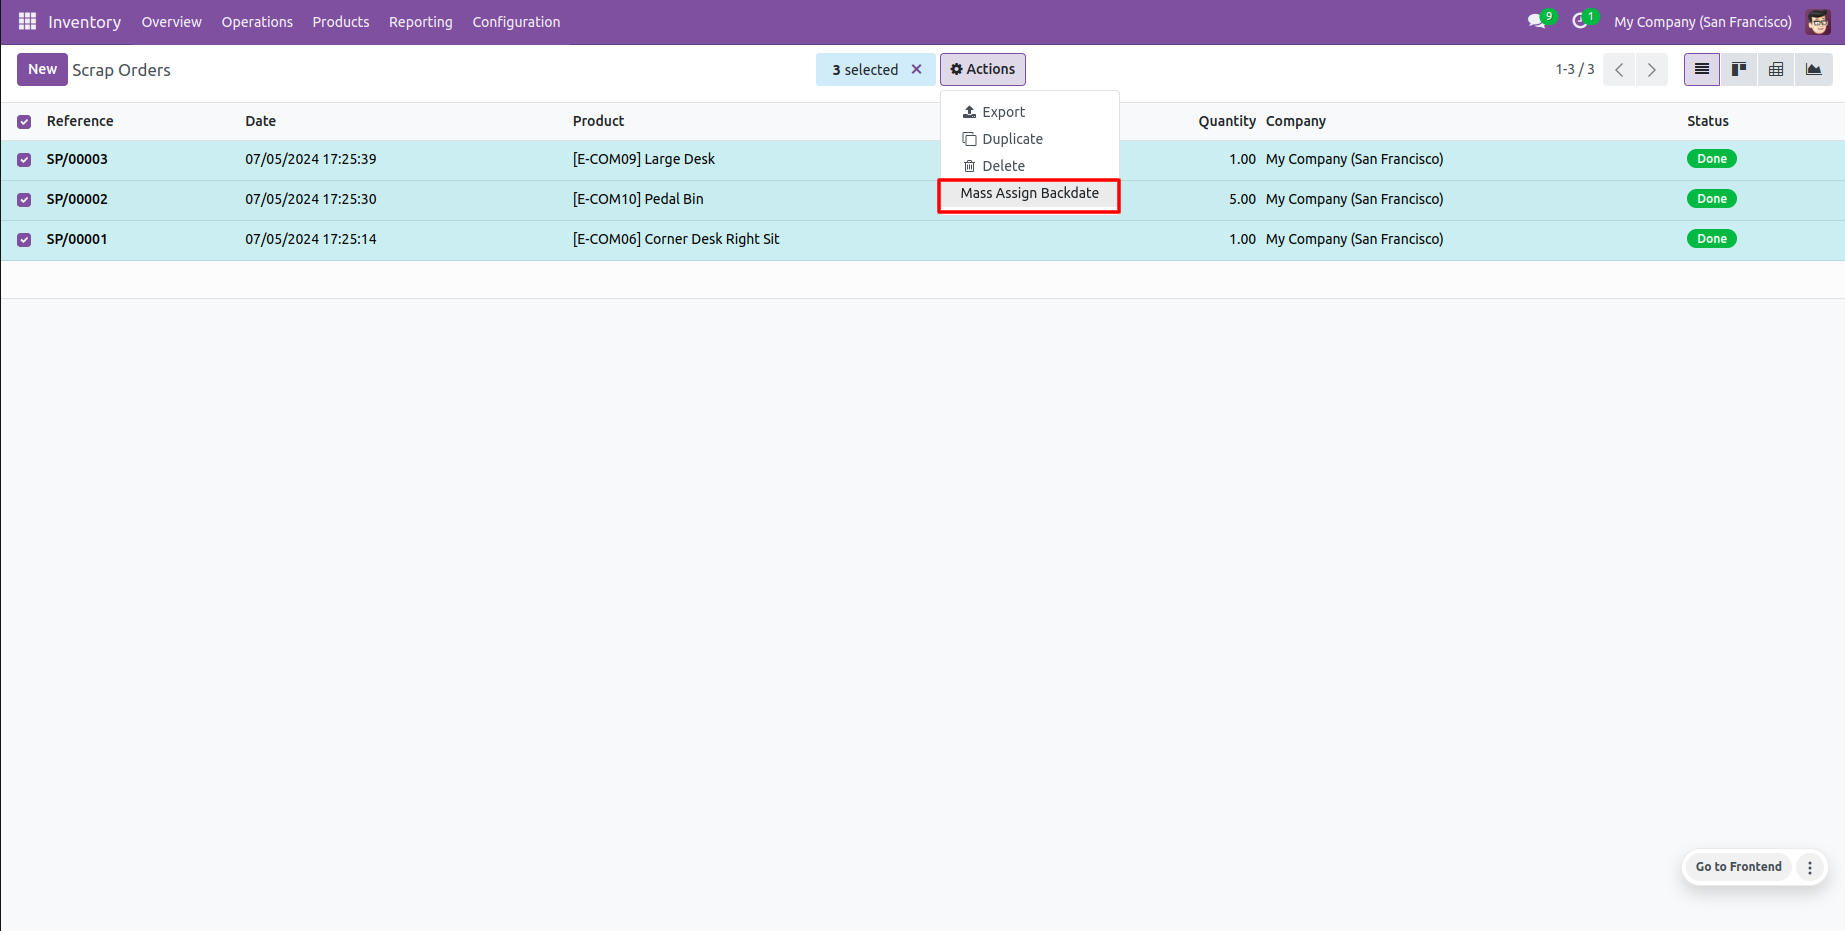 Inventory Overview Operations Products Reporting Configuration 9 1 My Company (San Francisco)
New Scrap Orders 3 selected Actions 1-3 / 3
Export
Duplicate
Delete
Mass Assign Backdate
Reference Date Product Quantity Company Status
SP/00003 07/05/2024 17:25:39 [E-COM09] Large Desk 1.00 My Company (San Francisco) Done
SP/00002 07/05/2024 17:25:30 [E-COM10] Pedal Bin 5.00 My Company (San Francisco) Done
SP/00001 07/05/2024 17:25:14 [E-COM06] Corner Desk Right Sit 1.00 My Company (San Francisco) Done
Go to Frontend